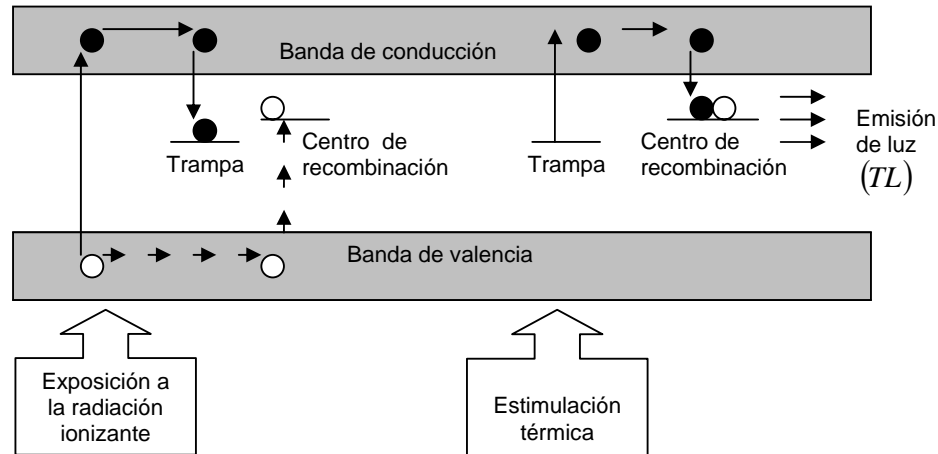 Banda de conducción
Trampa
Centro de
recombinación
Trampa
Centro de
recombinación
Emisión
de luz
(TL)
Banda de valencia
Exposición a
la radiación
ionizante
Estimulación
térmica